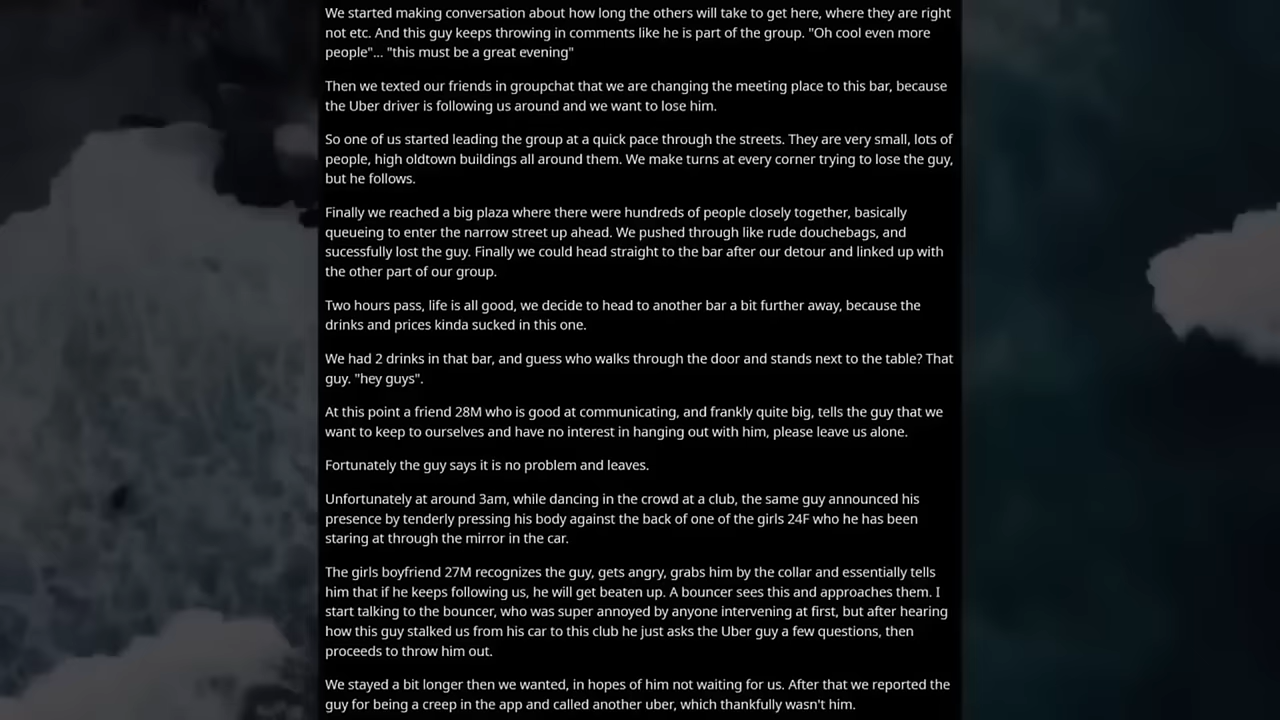 We started making conversation about how long the others will take to get here, where they are right
not etc. And this guy keeps throwing in comments like he is part of the group. "Oh cool even more
people"... "this must be a great evening"
Then we texted our friends in groupchat that we are changing the meeting place to this bar, because
the Uber driver is following us around and we want to lose him.
So one of us started leading the group at a quick pace through the streets. They are very small, lots of
people, high oldtown buildings all around them. We make turns at every corner trying to lose the guy,
but he follows.
Finally we reached a big plaza where there were hundreds of people closely together, basically
queueing to enter the narrow street up ahead. We pushed through like rude douchebags, and
sucessfully lost the guy. Finally we could head straight to the bar after our detour and linked up with
the other part of our group.
Two hours pass, life is all good, we decide to head to another bar a bit further away, because the
drinks and prices kinda sucked in this one.
We had 2 drinks in that bar, and guess who walks through the door and stands next to the table? That
guy. "hey guys".
At this point a friend 28M who is good at communicating, and frankly quite big, tells the guy that we
want to keep to ourselves and have no interest in hanging out with him, please leave us alone.
Fortunately the guy says it is no problem and leaves.
Unfortunately at around 3am, while dancing in the crowd at a club, the same guy announced his
presence by tenderly pressing his body against the back of one of the girls 24F who he has been
staring at through the mirror in the car.
The girls boyfriend 27M recognizes the guy, gets angry, grabs him by the collar and essentially tells
him that if he keeps following us, he will get beaten up. A bouncer sees this and approaches them. I
start talking to the bouncer, who was super annoyed by anyone intervening at first, but after hearing
how this guy stalked us from his car to this club he just asks the Uber guy a few questions, then
proceeds to throw him out.
We stayed a bit longer then we wanted, in hopes of him not waiting for us. After that we reported the
guy for being a creep in the app and called another uber, which thankfully wasn't him.